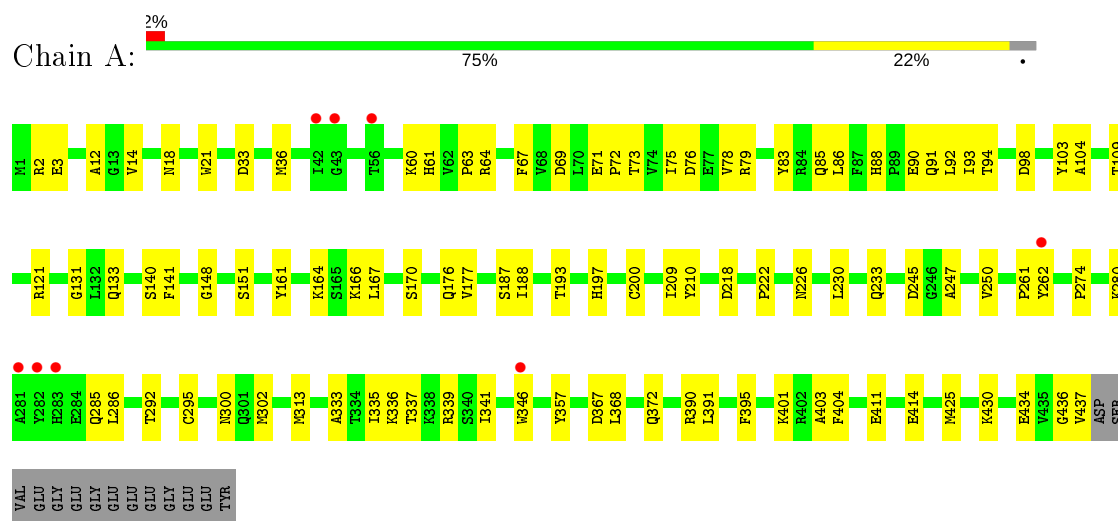 2%
Chain A:
75% 22% •
M1 R2 E3 A12 G13 V14 N18 W21 D33 M36 I42 G43 T56 K60 H61 V62 P63 R64 F67 V68 D69 L70 E71 P72 T73 V74 I75 D76 E77 V78 R79 Y83 R84 Q85 L86 F87 H88 P89 E90 Q91 L92 I93 T94 D98 Y103 A104 T109
R121 G131 L132 Q133 S140 F141 G148 S151 Y161 K164 S165 K166 L167 S170 Q176 V177 S187 I188 T193 H197 C200 I209 Y210 D218 P222 N226 L230 Q233 D245 G246 A247 V250 P261 Y262 P274 K280
A281 Y282 H283 E284 Q285 L286 T292 C295 N300 Q301 M302 M313 A333 T334 I335 K336 T337 K338 R339 S340 I341 W346 Y357 D367 L368 Q372 R390 L391 F395 K401 R402 A403 F404 E411 E414 M425 K430 E434 V435 G436 V437 ASP SER
VAL GLU GLY GLU GLY GLU GLU GLU GLY GLU GLU TYR